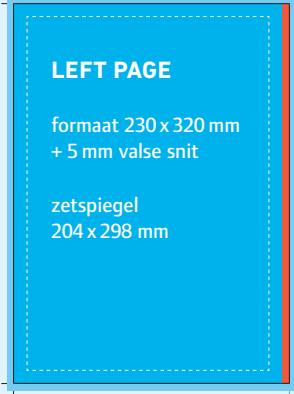 LEFT PAGE
formaat 230 x 320 mm
+ 5 mm valse snit
zetspiegel
204 x 298 mm